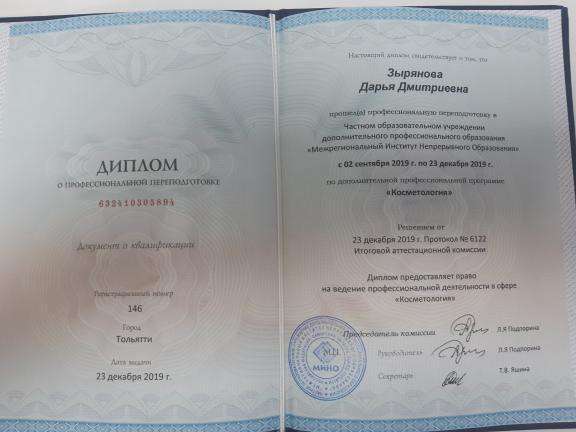 ДИПЛОМ
О ПРОФЕССИОНАЛЬНОЙ ПЕРЕПОДГОТОВКЕ
632410305894
Документ о квалификации
Регистрационный номер
146
Город
Тольятти
Дата выдачи
23 декабря 2019 г.
Настоящий диплом свидетельствует о том, что
Зырянова
Дарья Дмитриевна
прошел(а) профессиональную переподготовку в
Частном образовательном учреждении
дополнительного профессионального образования
«Межрегиональный Институт Непрерывного Образования»
с 02 сентября 2019 г. по 23 декабря 2019 г.
по дополнительной профессиональной программе
«Косметология»
Решением от
23 декабря 2019 г. Протокол № 6122
Итоговой аттестационной комиссии
Диплом предоставляет право
на ведение профессиональной деятельности в сфере
«Косметология»
Председатель комиссии
Л.Я Подпорина
Руководитель
Л.Я Подпорина
Секретарь
Т.В. Яшина
М.П.
МИНО